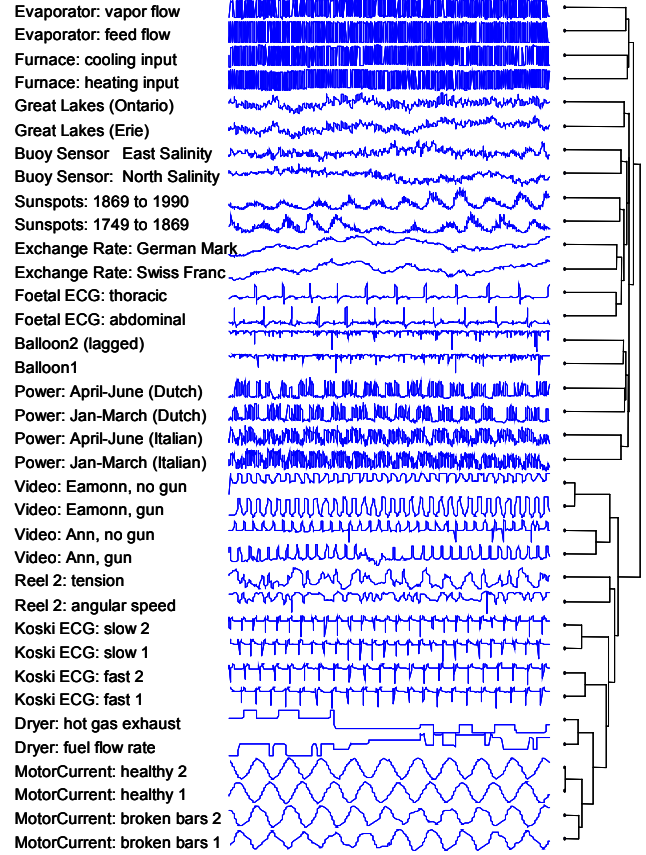 Evaporator: vapor flow
Evaporator: feed flow
Furnace: cooling input
Furnace: heating input
Great Lakes (Ontario)
Great Lakes (Erie)
Buoy Sensor East Salinity
Buoy Sensor: North Salinity
Sunspots: 1869 to 1990
Sunspots: 1749 to 1869
Exchange Rate: German Mark
Exchange Rate: Swiss Franc
Foetal ECG: thoracic
Foetal ECG: abdominal
Balloon2 (lagged)
Balloon1
Power: April-June (Dutch)
Power: Jan-March (Dutch)
Power: April-June (Italian)
Power: Jan-March (Italian)
Video: Eamonn, no gun
Video: Eamonn, gun
Video: Ann, no gun
Video: Ann, gun
Reel 2: tension
Reel 2: angular speed
Koski ECG: slow 2
Koski ECG: slow 1
Koski ECG: fast 2
Koski ECG: fast 1
Dryer: hot gas exhaust
Dryer: fuel flow rate
MotorCurrent: healthy 2
MotorCurrent: healthy 1
MotorCurrent: broken bars 2
MotorCurrent: broken bars 1